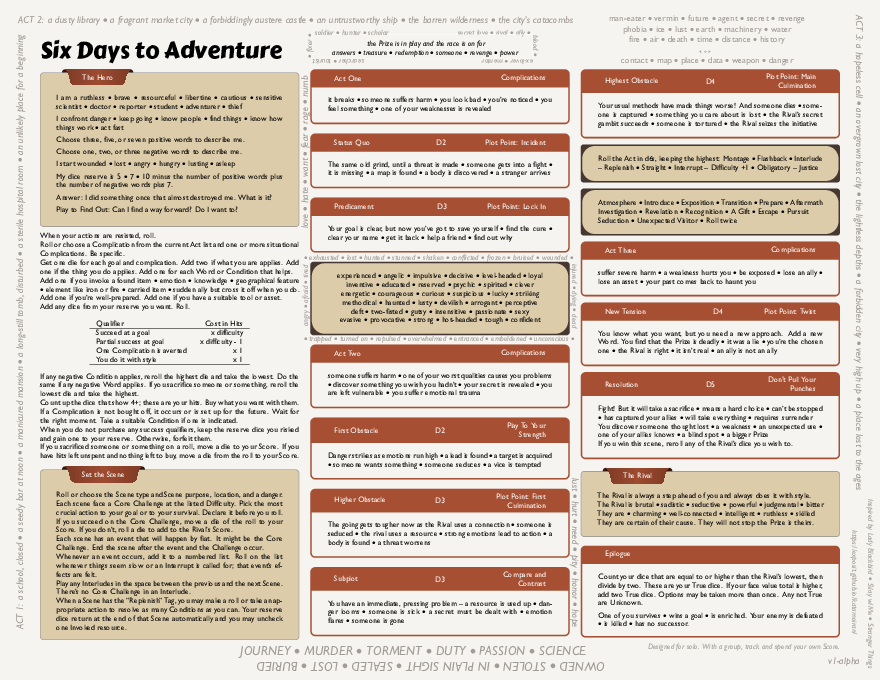 ACT 2: a dusty library • a fragrant market city • a forbiddingly austere castle • an untrustworthy ship • the barren wilderness • the city's catacombs
Six Days to Adventure
The Hero
I am a ruthless • brave • resourceful • libertine • cautious • sensitive
scientist • doctor • reporter • student • adventurer • thief
I confront danger • keep going • know people • find things • know how
things work • act fast
Choose three, five, or seven positive words to describe me.
Choose one, two, or three negative words to describe me.
I start wounded • lost • angry • hungry • lusting • asleep
My dice reserve is 5 • 7 • 10 minus the number of positive words plus
the number of negative words plus 7.
Answer: I did something once that almost destroyed me. What is it?
Play to Find Out: Can I find a way forward? Do I want to?
When your actions are resisted, roll.
Roll or choose a Complication from the current Act list and one or more situational
Complications. Be specific.
Get one die for each goal and complication. Add two if what you are applies. Add
one if the thing you do applies. Add one for each Word or Condition that helps.
Add one if you invoke a found item • emotion • knowledge • geographical feature
• element like iron or fire • carried item • suddenly but cross it off when you do.
Add one if you're well-prepared. Add one if you have a suitable tool or asset.
Add any dice from your reserve you want. Roll.
Qualifier Cost in Hits
Succeed at goal x difficulty
Partial success at goal x difficulty - 1
One Complication is averted x 1
You do it with style x 1
If any negative Condition applies, reroll the highest die and take the lowest. Do the
same if any negative Word applies. If you sacrifice someone or something, reroll the
lowest die and take the highest.
Count up the dice that show 4+; these are your hits. Buy what you want with them.
If a Complication is not bought off, it occurs or is set up for the future. Wait for
the right moment. Take a suitable Condition if one is indicated.
When you do not purchase any success qualifiers, keep the reserve dice you risked
and gain one to your reserve. Otherwise, forfeit them.
If you sacrificed someone or something on a roll, move a die to your Score. If you
have hits left unspent and nothing left to buy, move a die from the roll to your Score.
Set the Scene
Roll or choose the Scene type and Scene purpose, location, and a danger.
Each scene face a Core Challenge at the listed Difficulty. Pick the most
crucial action to your goal or to your survival. Declare it before you roll.
If you succeed on the Core Challenge, move a die of the roll to your
Score. If you don't, roll a die to add to the Rival's Score.
Each scene has an event that will happen by fiat. It might be the Core
Challenge. End the scene after the event and the Challenge occur.
Whenever an event occurs, add it to a numbered list. Roll on the list
wherever things seem slow or an Interrupt is called for; that event's ef-
fects are felt.
Play any Interludes in the space between the previous and the next Scene.
There's no Core Challenge in an Interlude.
When a Scene has the "Replenish" Tag, you may make a roll or take an ap-
propriate action to resolve as many Conditions as you can. Your reserve
dice return at the end of that Scene automatically and you may uncheck
one Invoked resource.
soldier • hunter • scholar
secret love • rival • ally
the Prize is in play and the race is on for
answers • treasure • redemption • someone • revenge • power
Act One Complications
it breaks • someone suffers harm • you look bad • you're noticed • you
feel something • one of your weaknesses is revealed
Status Quo D2 Plot Point: Incident
The same old grind, until a threat is made • someone gets into a fight •
it is missing • a map is found • a body is discovered • a stranger arrives
Predicament D3 Plot Point: Lock In
Your goal is clear, but now you've got to save yourself • find the cure •
clear your name • get it back • help a friend • find out why
• exhausted • lost • hunted • stunned • shaken • conflicted • frozen • bruised • wounded •
experienced • angelic • impulsive • decisive • level-headed • loyal
inventive • educated • reserved • psychic • spirited • clever
energetic • courageous • curious • suspicious • lucky • striking
methodical • haunted • lusty • devilish • arrogant • perceptive
deft • two-fisted • gutsy • insensitive • passionate • sexy
evasive • provocative • strong • hot-headed • tough • confident
• trapped • turned on • repulsed • overwhelmed • entranced • emboldened • unconscious •
Act Two Complications
someone suffers harm • one of your worst qualities causes you problems
• discover something you wish you hadn't • your secret is revealed • you
are left vulnerable • you suffer emotional trauma
First Obstacle D2 Pay To Your
Strength
Danger strikes as emotions run high • a lead is found • a target is acquired
• someone wants something • someone seduces • a vice is tempted
Higher Obstacle D3 Plot Point: First
Culmination
The going gets tougher now as the Rival uses a connection • someone is
seduced • the rival uses a resource • strong emotions lead to action • a
body is found • a threat worsens
Subplot D3 Compare and
Contrast
You have an immediate, pressing problem – a resource is used up • dan-
ger looms • someone is sick • a secret must be dealt with • emotion
flares • someone is gone
man-eater • vermin • future • agent • secret • revenge
phobia • ice • lust • earth • machinery • water
fire • air • death • time • distance • history
• • •
contact • map • place • data • weapon • danger
Highest Obstacle D4 Plot Point: Main
Culmination
Your usual methods have made things worse! And someone dies • some-
one is captured • something you care about is lost • the Rival's secret
gambit succeeds • someone is tortured • the Rival seizes the initiative
Roll the Act in d6s, keeping the highest: Montage • Flashback • Interlude
– Replenish • Straight • Interrupt – Difficulty +1 • Obligatory – Justice
Atmosphere • Introduce • Exposition • Transition • Prepare • Aftermath
Investigation • Revelation • Recognition • A Gift • Escape • Pursuit
Seduction • Unexpected Visitor • Roll twice
Act Three Complications
suffer severe harm • a weakness hurts you • be exposed • lose an ally •
lose an asset • your past comes back to haunt you
New Tension D4 Plot Point: Twist
You know what you want, but you need a new approach. Add a new
Word. You find that the Prize is deadly • it was a lie • you're the chosen
one • the Rival is right • it isn't real • an ally is not an ally
Resolution D5 Don't Pull Your
Punches
Fight! But it will take a sacrifice • means a hard choice • can't be stopped
• has captured your allies • will take everything • requires surrender
You discover someone thought lost • a weakness • an unexpected use •
one of your allies knows • a blind spot • a bigger Prize
If you win this scene, reroll any of the Rival's dice you wish to.
The Rival
The Rival is always a step ahead of you and always does it with style.
The Rival is brutal • sadistic • seductive • powerful • judgmental • bitter
They are charming • well-connected • intelligent • ruthless • skilled
They are certain of their cause. They will not stop the Prize is theirs.
Epilogue
Count your dice that are equal to or higher than the Rival's lowest, then
divide by two. These are your True dice. If your face value total is higher,
add two True dice. Options may be taken more than once. Any not True
are Unknown.
One of you survives • wins a goal • is enriched. Your enemy is defeated
• is killed • has no successor.
Designed for solo. With a group, track and spend your own Score.
v1-alpha
JOURNEY • MURDER • TORMENT • DUTY • PASSION • SCIENCE
OWNED • STOLEN • IN PLAIN SIGHT • SEALED • LOST • BURIED
ACT 1: a school, closed • a seedy bar at noon • a manicured mansion • a long-still tomb, disturbed • a sterile hospital room • an unlikely place for a beginning
love • hate • want • fear • rage • numb
lust • hurt • need • pity • honor • hope
ACT 3: a hopeless cell • an overgrown lost city • the lightless depths • a forbidden city • very high up • a place lost to the ages
Inspired by Lady Blackbird • Slay w/Me • Stranger Things